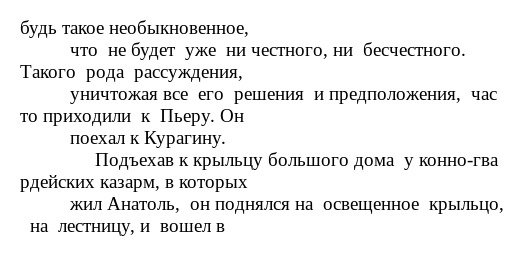 будь такое необыкновенное,
что не будет уже ни честного, ни бесчестного.
Такого рода рассуждения,
уничтожая все его решения и предположения, час
то приходили к Пьеру. Он
поехал к Курагину.
Подъехав к крыльцу большого дома у конно-гва
рдейских казарм, в которых
жил Анатоль, он поднялся на освещенное крыльцо,
на лестницу, и вошел в